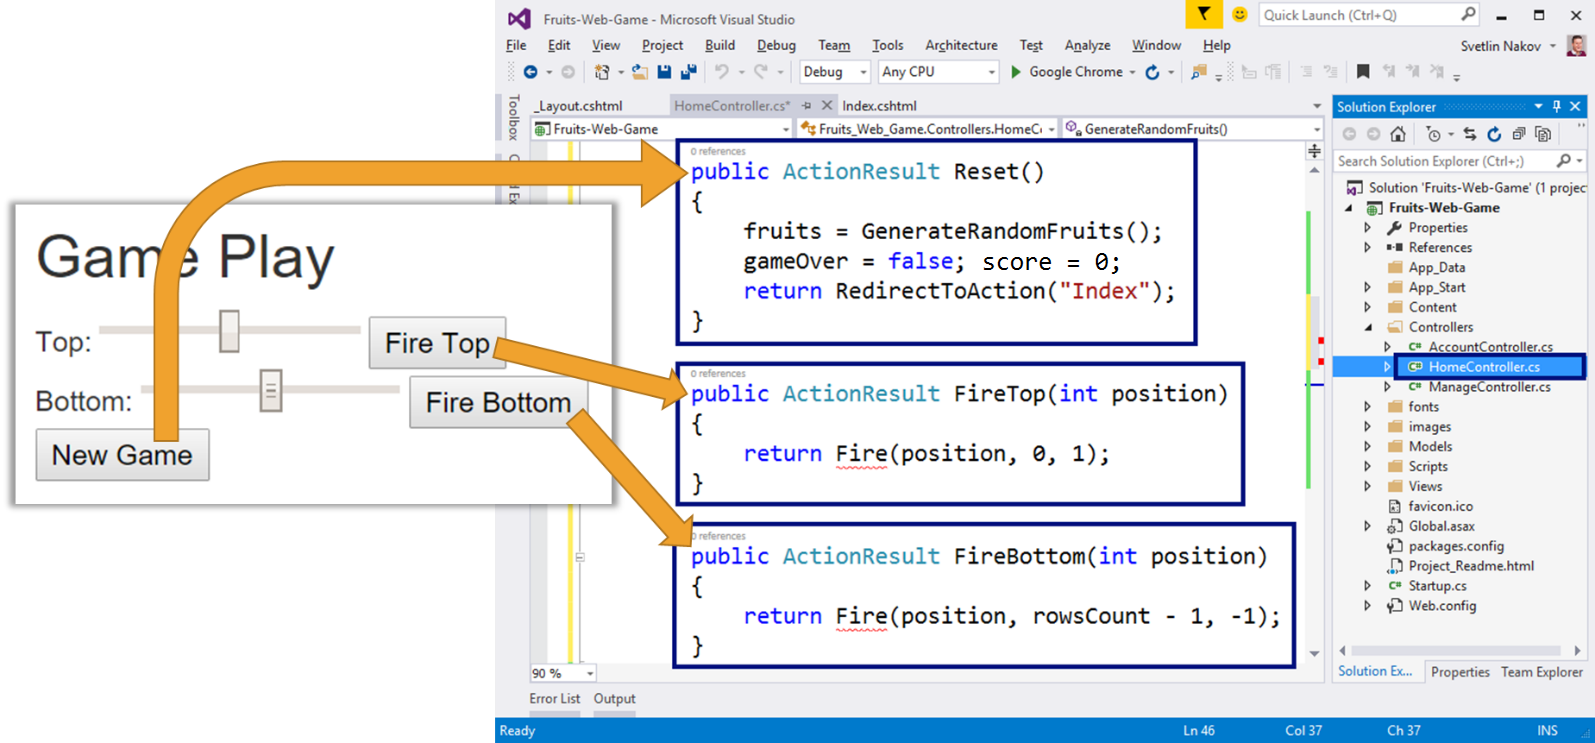 Fruits-Web-Game - Microsoft Visual Studio
Quick Launch (Ctrl+Q)
File Edit View Project Build Debug Team Tools Architecture Test Analyze Window Help
Svetlin Nakov
Debug Any CPU Google Chrome
Toolbox
_Layout.cshtml HomeController.cs* Index.cshtml
Fruits-Web-Game Fruits_Web_Game.Controllers.HomeC GenerateRandomFruits()
0 references
public ActionResult Reset()
{
fruits = GenerateRandomFruits();
gameOver = false; score = 0;
return RedirectToAction("Index");
}
0 references
public ActionResult FireTop(int position)
{
return Fire(position, 0, 1);
}
0 references
public ActionResult FireBottom(int position)
{
return Fire(position, rowsCount - 1, -1);
}
Game Play
Top: Fire Top
Bottom: Fire Bottom
New Game
90 %
Error List Output
Solution Explorer
Search Solution Explorer (Ctrl+;)
Solution 'Fruits-Web-Game' (1 projec
Fruits-Web-Game
Properties
References
App_Data
App_Start
Content
Controllers
AccountController.cs
HomeController.cs
ManageController.cs
fonts
images
Models
Scripts
Views
favicon.ico
Global.asax
packages.config
Project_Readme.html
Startup.cs
Web.config
Solution Ex... Properties Team Explorer
Ready Ln 46 Col 37 Ch 37 INS